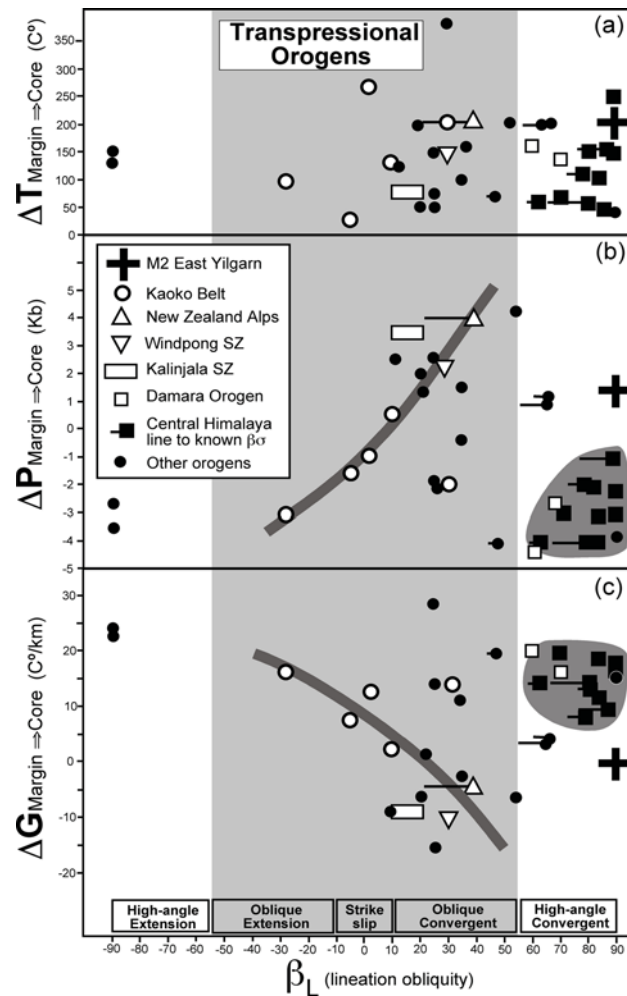 Transpressional
Orogens
(a)
ΔT Margin ⇒Core (Cº)
350
300
250
200
150
100
50
0
(b)
ΔP Margin ⇒Core (Kb)
5
4
3
2
1
0
-1
-2
-3
-4
-5
M2 East Yilgarn
Kaoko Belt
New Zealand Alps
Windpong SZ
Kalinjala SZ
Damara Orogen
Central Himalaya
line to known βσ
Other orogens
(c)
ΔG Margin ⇒Core (Cº/km)
30
20
10
0
-10
-20
High-angle
Extension
Oblique
Extension
Strike
slip
Oblique
Convergent
High-angle
Convergent
-90 -80 -70 -60 -50 -40 -30 -20 -10 0 10 20 30 40 50 60 70 80 90
βL (lineation obliquity)